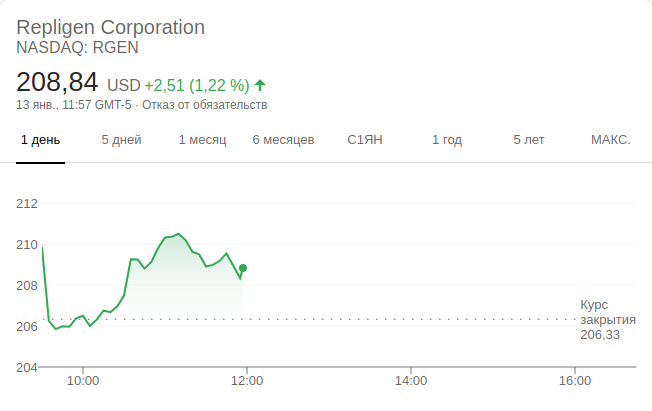 Repligen Corporation
NASDAQ: RGEN
208,84 USD +2,51 (1,22 %)
13 янв., 11:57 GMT-5 · Отказ от обязательств
1 день 5 дней 1 месяц 6 месяцев С1ЯН 1 год 5 лет МАКС.
212
210
208
206
204
Курс
закрытия
206,33
10:00 12:00 14:00 16:00